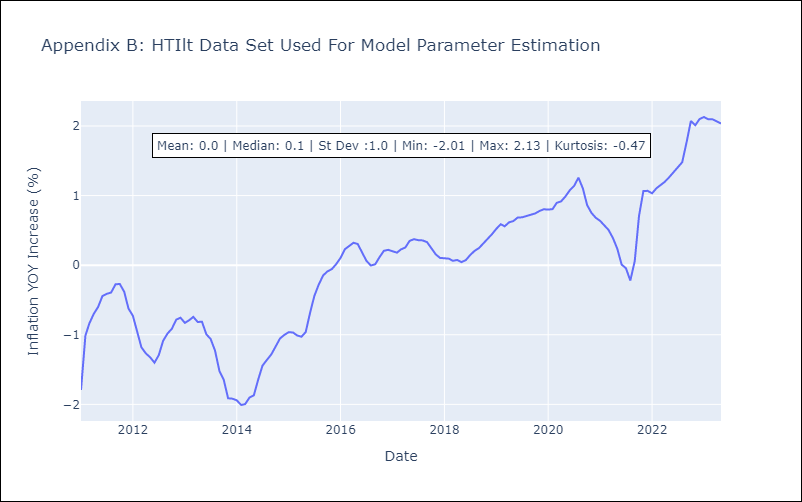 Appendix B: HTIlt Data Set Used For Model Parameter Estimation
Mean: 0.0 | Median: 0.1 | St Dev :1.0 | Min: -2.01 | Max: 2.13 | Kurtosis: -0.47
Inflation YOY Increase (%)
2
1
0
−1
−2
2012
2014
2016
2018
2020
2022
Date